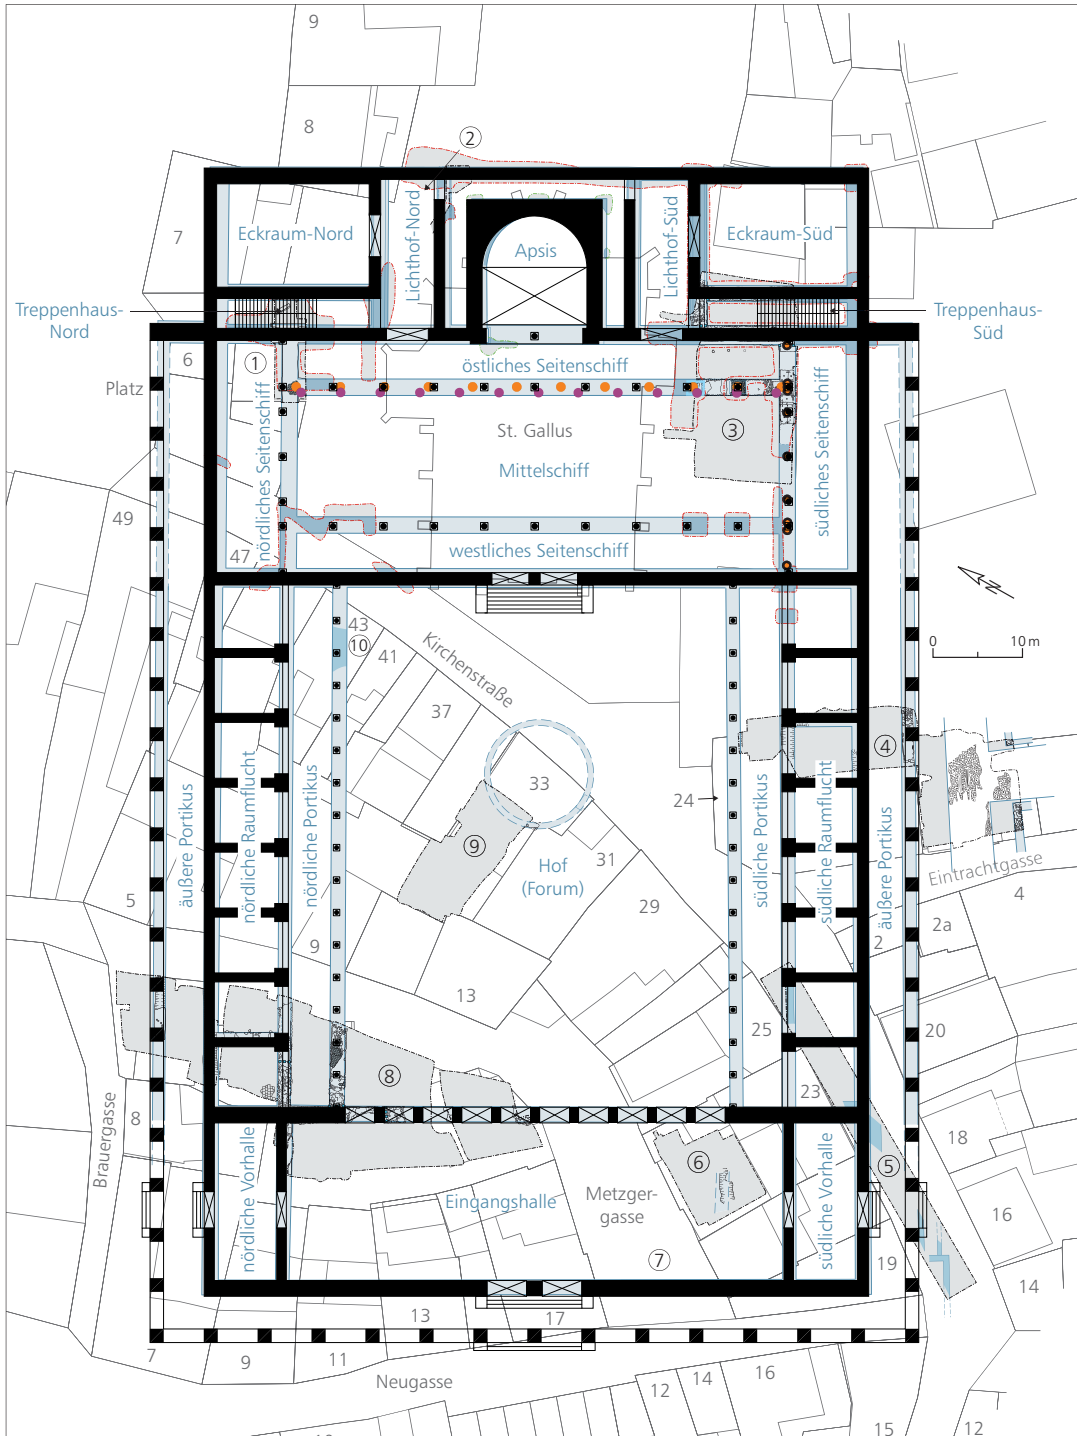 9
8
②
7
Eckraum-Nord
Lichthof-Nord
Apsis
Lichthof-Süd
Eckraum-Süd
Treppenhaus-
Nord
Treppenhaus-
Süd
6
①
östliches Seitenschiff
Platz
nördliches Seitenschiff
St. Gallus
③
Mittelschiff
südliches Seitenschiff
49
47
westliches Seitenschiff
N
0
10 m
43
⑩
41
Kirchenstraße
37
33
④
24
äußere Portikus
nördliche Raumflucht
nördliche Portikus
⑨
Hof
(Forum)
31
südliche Portikus
südliche Raumflucht
äußere Portikus
Eintrachtgasse
4
5
29
2a
9
2
13
25
20
⑧
23
Brauergasse
8
18
nördliche Vorhalle
⑥
⑤
Eingangshalle
Metzger-
gasse
südliche Vorhalle
16
⑦
19
14
13
17
7
9
11
Neugasse
12
14
16
15
12